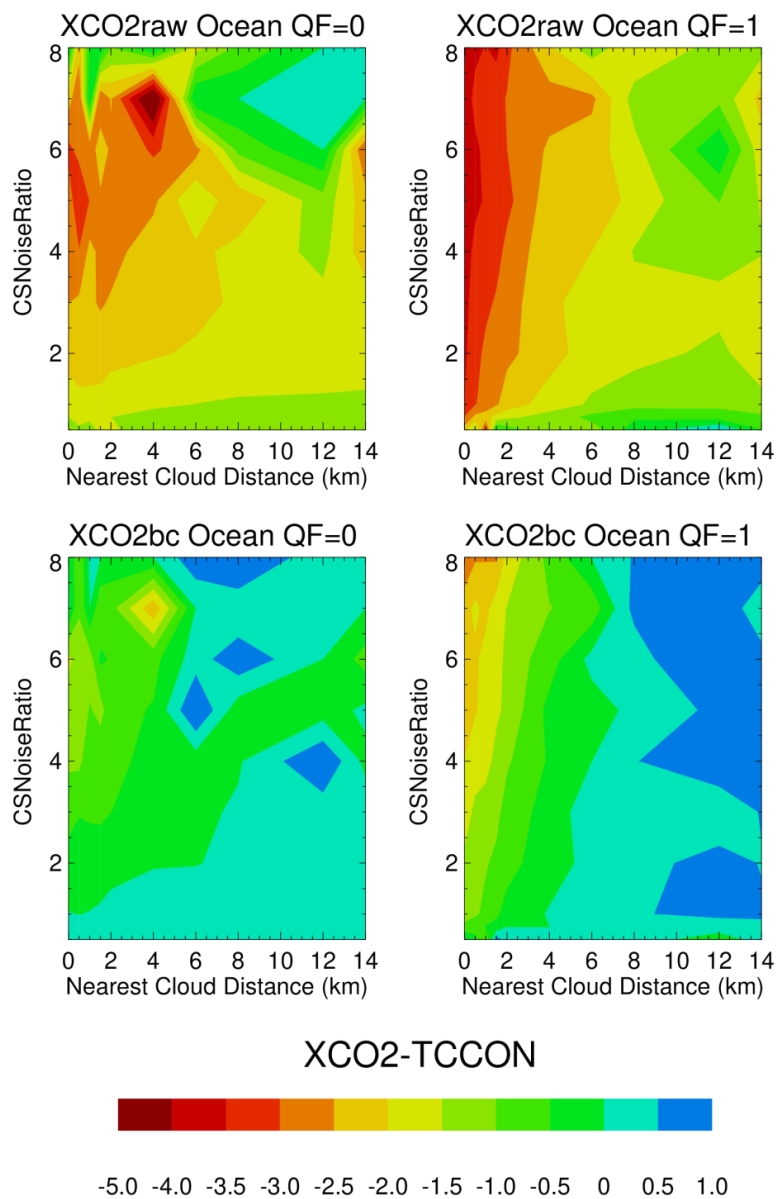 XCO2raw Ocean QF=0
XCO2raw Ocean QF=1
8
6
4
2
CSNoiseRatio
0 2 4 6 8 10 12 14
Nearest Cloud Distance (km)
8
6
4
2
CSNoiseRatio
0 2 4 6 8 10 12 14
Nearest Cloud Distance (km)
XCO2bc Ocean QF=0
XCO2bc Ocean QF=1
8
6
4
2
CSNoiseRatio
0 2 4 6 8 10 12 14
Nearest Cloud Distance (km)
8
6
4
2
CSNoiseRatio
0 2 4 6 8 10 12 14
Nearest Cloud Distance (km)
XCO2-TCCON
-5.0 -4.0 -3.5 -3.0 -2.5 -2.0 -1.5 -1.0 -0.5 0 0.5 1.0